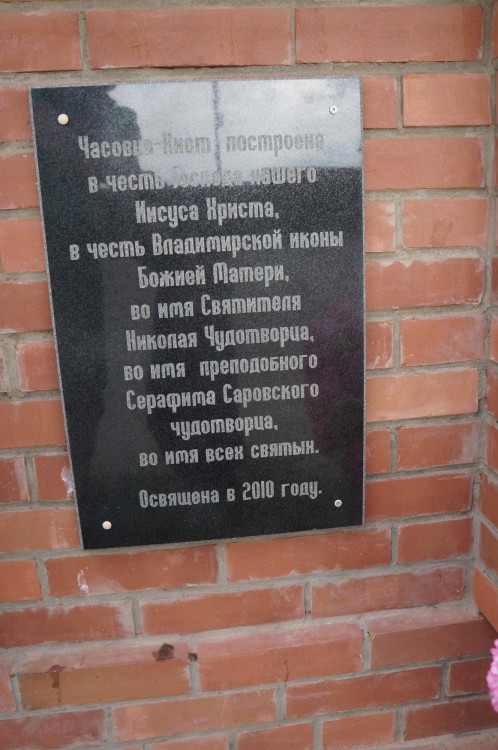 Часовня-Киот построена
в честь Господа нашего
Иисуса Христа,
в честь Владимирской иконы
Божией Матери,
во имя Святителя
Николая Чудотворца,
во имя преподобного
Серафима Саровского
чудотворца,
во имя всех святых.
Освящена в 2010 году.